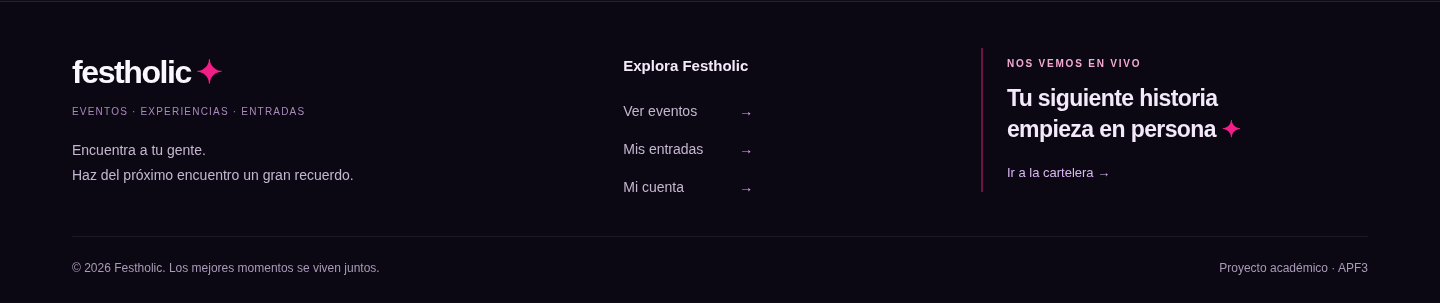 festholic ✦
EVENTOS · EXPERIENCIAS · ENTRADAS
Encuentra a tu gente.
Haz del próximo encuentro un gran recuerdo.
Explora Festholic
Ver eventos →
Mis entradas →
Mi cuenta →
NOS VEMOS EN VIVO
Tu siguiente historia
empieza en persona ✦
Ir a la cartelera →
© 2026 Festholic. Los mejores momentos se viven juntos.
Proyecto académico · APF3